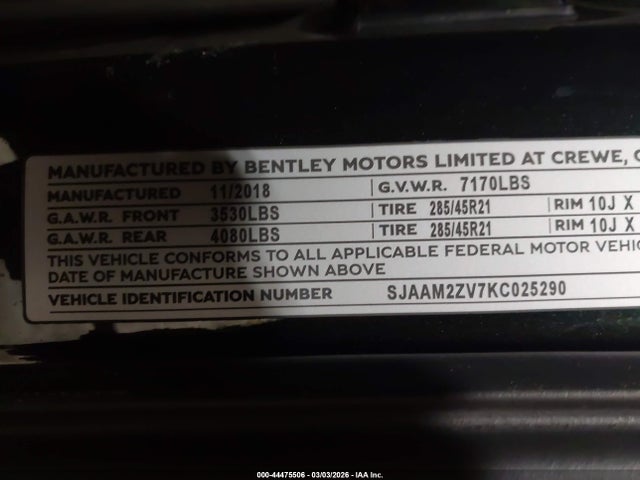 MANUFACTURED BY BENTLEY MOTORS LIMITED AT CREWE,
MANUFACTURED 11/2018 G.V.W.R. 7170LBS
G.A.W.R. FRONT 3530LBS TIRE 285/45R21 RIM 10J X
G.A.W.R. REAR 4080LBS TIRE 285/45R21 RIM 10J X
THIS VEHICLE CONFORMS TO ALL APPLICABLE FEDERAL MOTOR VEHIC
DATE OF MANUFACTURE SHOWN ABOVE
VEHICLE IDENTIFICATION NUMBER SJAAM2ZV7KC025290
000-44475506 - 03/03/2026 - IAA Inc.